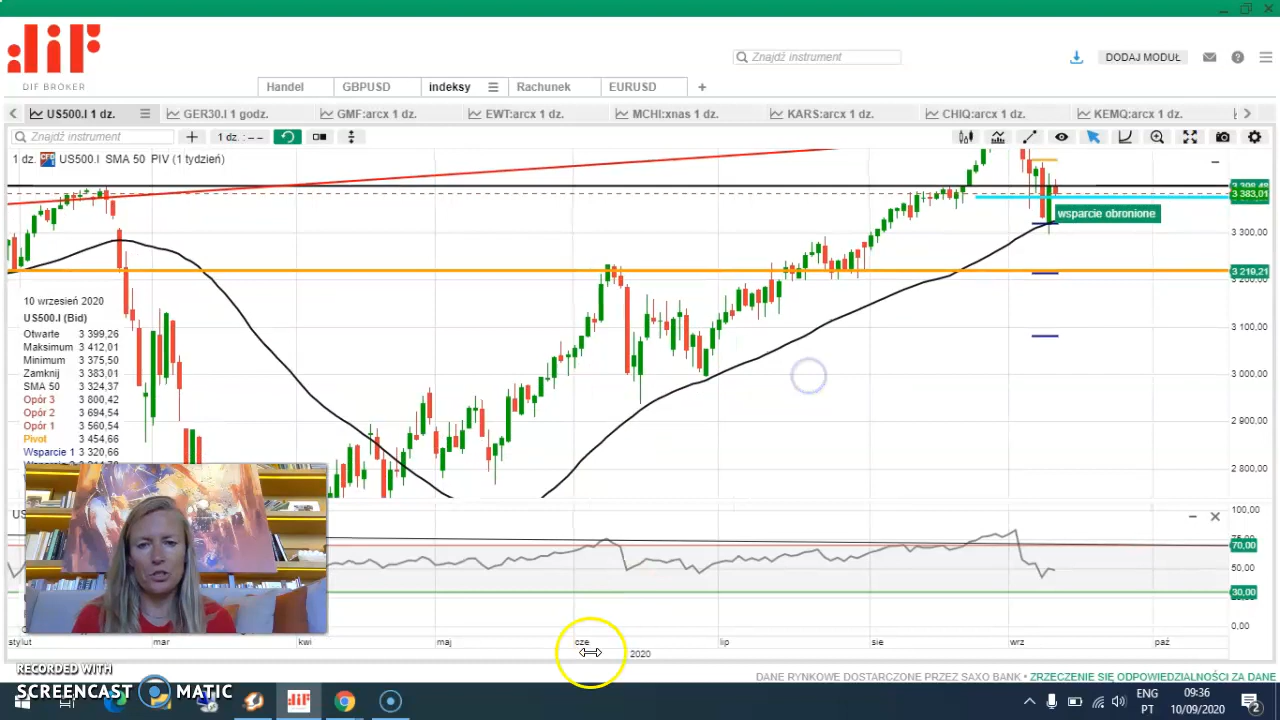 DIF BROKER
Znajdź instrument
DODAJ MODUŁ
Handel
GBPUSD
indeksy
Rachunek
EURUSD
+
US500.I 1 dz.
GER30.I 1 godz.
GMF:arcx 1 dz.
EWT:arcx 1 dz.
MCHI:xnas 1 dz.
KARS:arcx 1 dz.
CHIQ:arcx 1 dz.
KEMQ:arcx 1 dz.
Znajdź instrument
1 dz. : – –
1 dz. CFD US500.I SMA 50 PIV (1 tydzień)
3 383,01
wsparcie obronione
3 300,00
3 219,21
3 100,00
3 000,00
2 900,00
2 800,00
10 wrzesień 2020
US500.I (Bid)
Otwarte 3 399,26
Maksimum 3 412,01
Minimum 3 375,50
Zamknij 3 383,01
SMA 50 3 324,37
Opór 3 3 800,42
Opór 2 3 694,54
Opór 1 3 560,54
Pivot 3 454,66
Wsparcie 1 3 320,66
100,00
70,00
50,00
30,00
0,00
stylut
mar
kwi
maj
cze
lip
sie
wrz
paź
2020
RECORDED WITH
SCREENCAST MATIC
DANE RYNKOWE DOSTARCZONE PRZEZ SAXO BANK • ZRZECZENIE SIĘ ODPOWIEDZIALNOŚCI ZA DANE
ENG
PT
09:36
10/09/2020
2